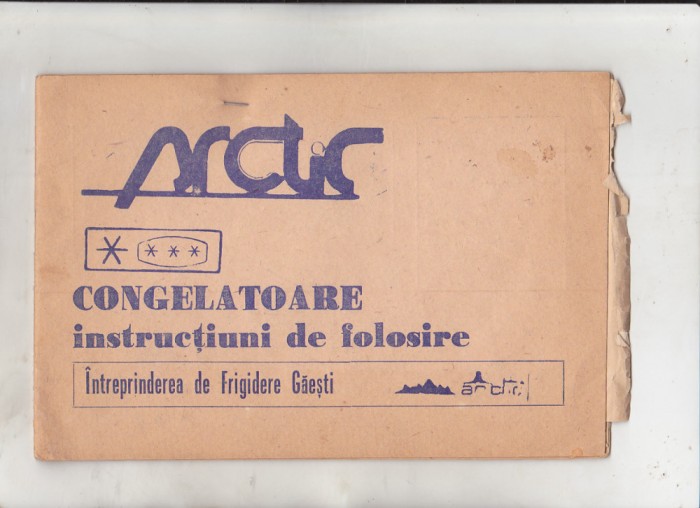 Arctic
* ***
CONGELATOARE
instrucțiuni de folosire
Întreprinderea de Frigidere Găești
arctic